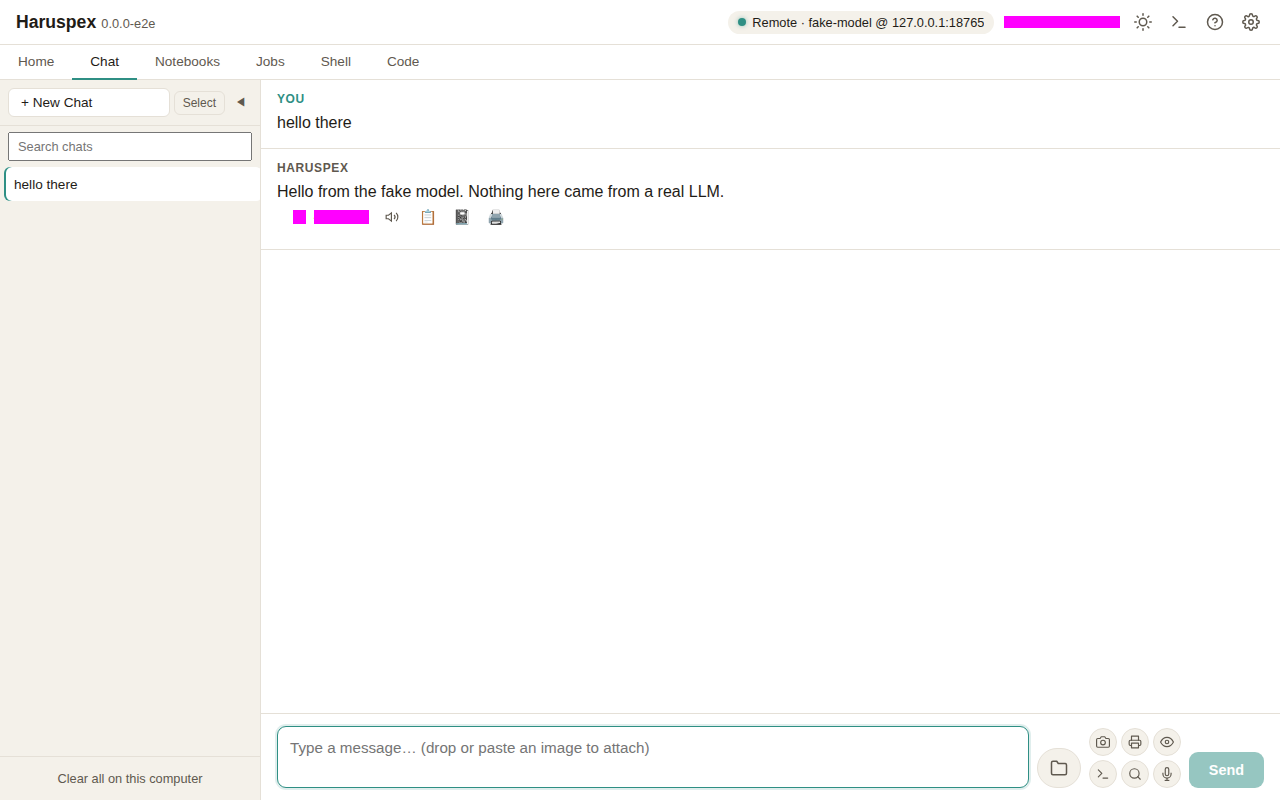 Haruspex 0.0.0-e2e
Remote · fake-model @ 127.0.0.1:18765
Home Chat Notebooks Jobs Shell Code
+ New Chat Select
Search chats
hello there
Clear all on this computer
YOU
hello there
HARUSPEX
Hello from the fake model. Nothing here came from a real LLM.
Type a message… (drop or paste an image to attach)
Send